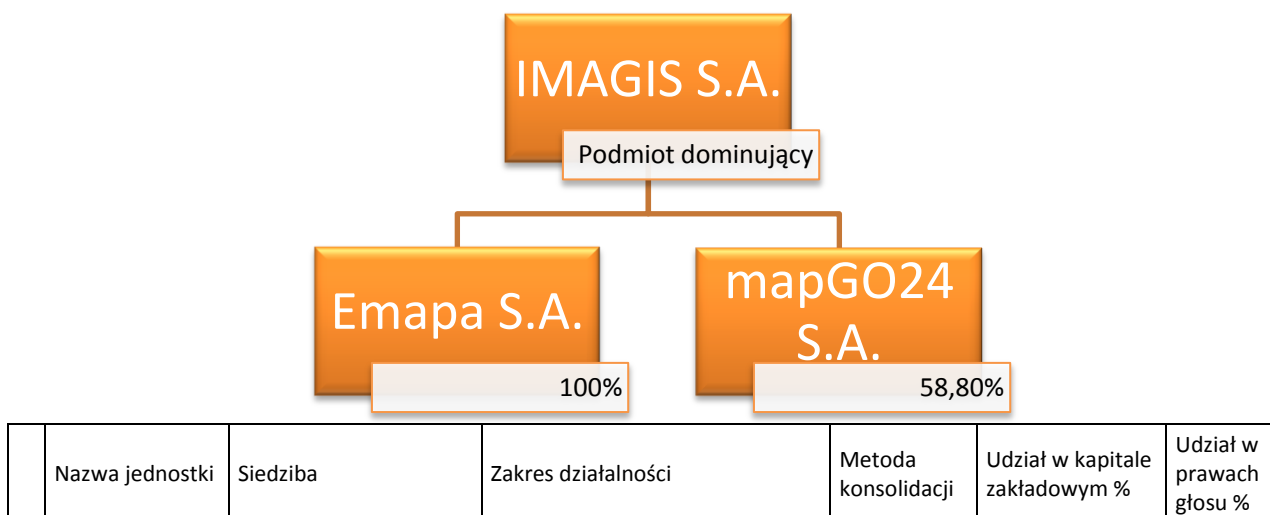 IMAGIS S.A.
Podmiot dominujący
Emapa S.A.
100%
mapGO24
S.A.
58,80%
Nazwa jednostki
Siedziba
Zakres działalności
Metoda
konsolidacji
Udział w kapitale
zakładowym %
Udział w
prawach
głosu %